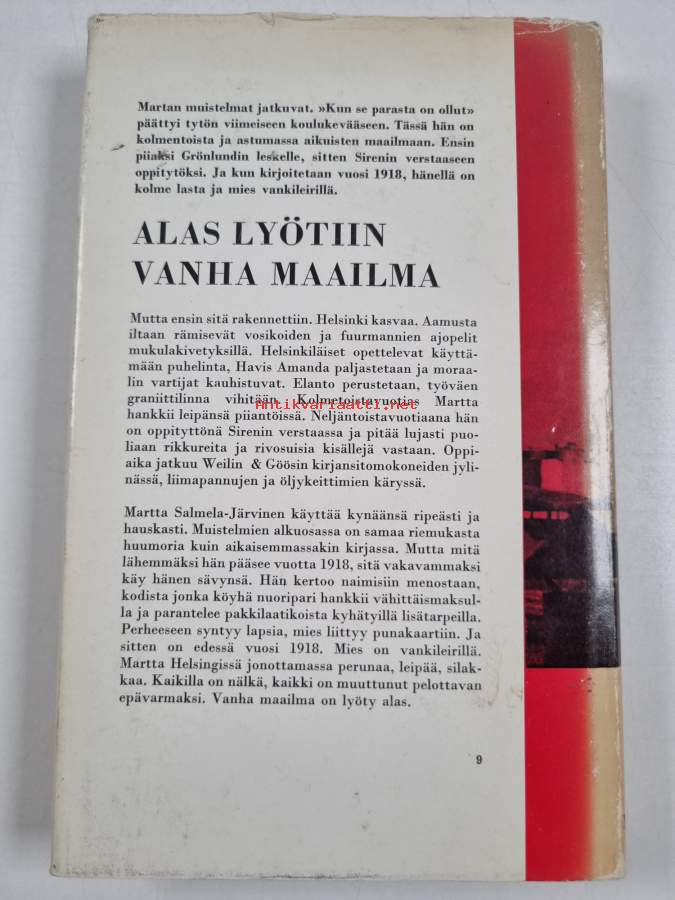 Martan muistelmat jatkuvat. »Kun se parasta on ollut»
päättyi tytön viimeiseen koulukevääseen. Tässä hän on
kolmentoista ja astumassa aikuisten maailmaan. Ensin
piiaksi Grönlundin leskelle, sitten Sirenin verstaaseen
oppitytöksi. Ja kun kirjoitetaan vuosi 1918, hänellä on
kolme lasta ja mies vankileirillä.
ALAS LYÖTIIN
VANHA MAAILMA
Mutta ensin sitä rakennettiin. Helsinki kasvaa. Aamusta
iltaan rämisevät vosikoiden ja fuurmannien ajopelit
mukulakivetyksillä. Helsinkiläiset opettelevat käyttä-
mään puhelinta, Havis Amanda paljastetaan ja moraa-
lin vartijat kauhistuvat. Elanto perustetaan, työväen
graniittilinna vihitään. Kolmetoistavuotias Martta
Antikvariaatti.net
hankkii leipänsä piiantöissä. Neljäntoistavuotiaana hän
on oppityttönä Sirenin verstaassa ja pitää lujasti puo-
liaan rikkureita ja rivosuisia kisällejä vastaan. Oppi-
aika jatkuu Weilin & Göösin kirjansitomokoneiden jyli-
nässä, liimapannujen ja öljykeittimien käryssä.
Martta Salmela-Järvinen käyttää kynäänsä ripeästi ja
hauskasti. Muistelmien alkuosassa on samaa riemukasta
huumoria kuin aikaisemmassakin kirjassa. Mutta mitä
lähemmäksi hän pääsee vuotta 1918, sitä vakavammaksi
käy hänen sävynsä. Hän kertoo naimisiin menostaan,
kodista jonka köyhä nuoripari hankkii vähittäismaksul-
la ja parantelee pakkilaatikoista kyhätyillä lisätarpeilla.
Perheeseen syntyy lapsia, mies liittyy punakaartiin. Ja
sitten on edessä vuosi 1918. Mies on vankileirillä.
Martta Helsingissä jonottamassa perunaa, leipää, silak-
kaa. Kaikilla on nälkä, kaikki on muuttunut pelottavan
epävarmaksi. Vanha maailma on lyöty alas.
9